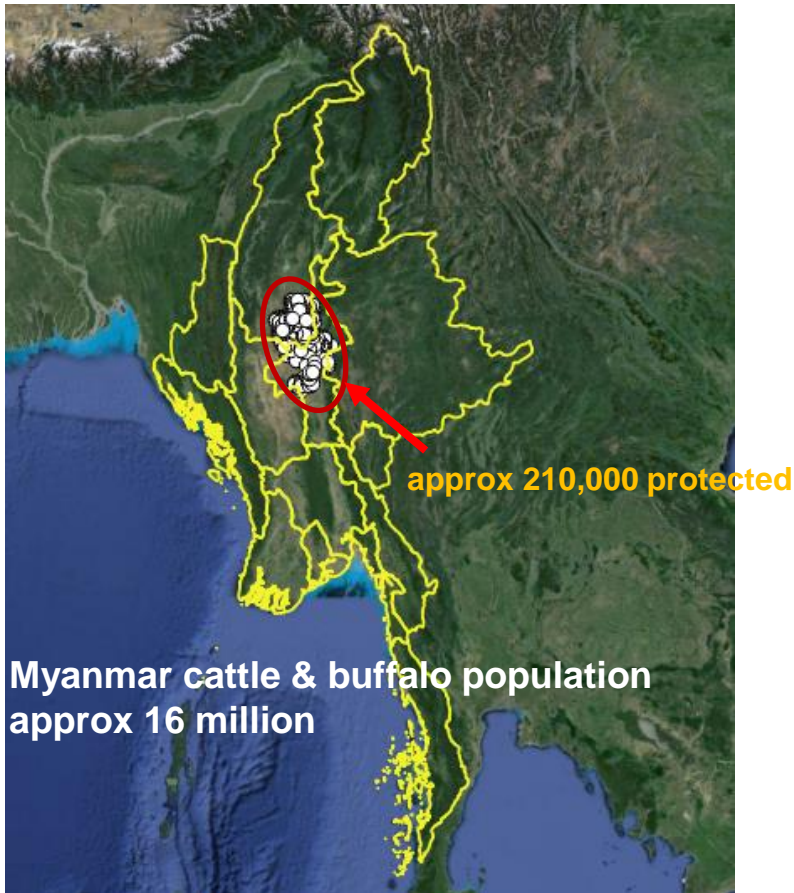 approx 210,000 protected
Myanmar cattle & buffalo population
approx 16 million